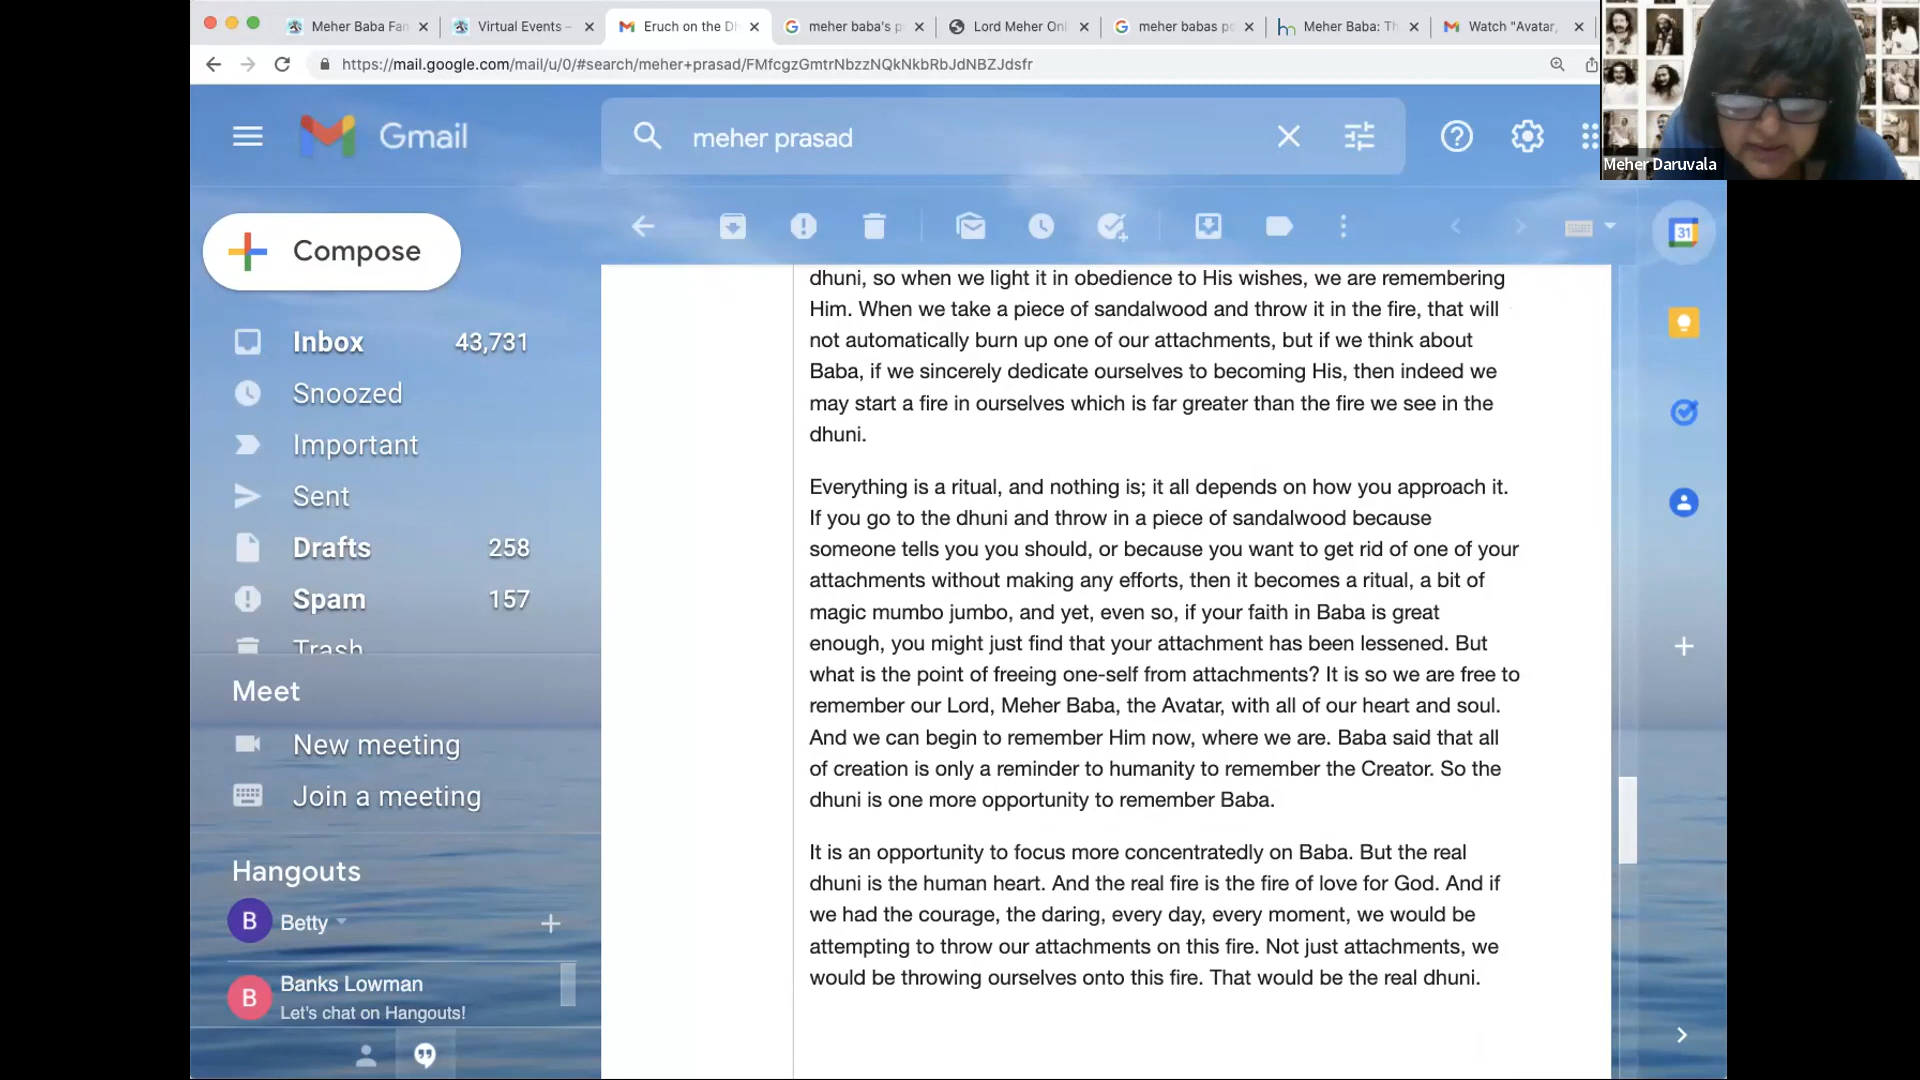 Meher Baba Fan
Virtual Events –
Eruch on the Dh
meher baba's p
Lord Meher Onl
meher babas po
Meher Baba: Th
Watch "Avatar,
https://mail.google.com/mail/u/0/#search/meher+prasad/FMfcgzGmtrNbzzNQkNkbRbJdNBZJdsfr
Gmail
meher prasad
Meher Daruvala
Compose
31
Inbox 43,731
Snoozed
Important
Sent
Drafts 258
Spam 157
Trash
Meet
New meeting
Join a meeting
Hangouts
B Betty
B Banks Lowman
Let's chat on Hangouts!
dhuni, so when we light it in obedience to His wishes, we are remembering
Him. When we take a piece of sandalwood and throw it in the fire, that will
not automatically burn up one of our attachments, but if we think about
Baba, if we sincerely dedicate ourselves to becoming His, then indeed we
may start a fire in ourselves which is far greater than the fire we see in the
dhuni.
Everything is a ritual, and nothing is; it all depends on how you approach it.
If you go to the dhuni and throw in a piece of sandalwood because
someone tells you you should, or because you want to get rid of one of your
attachments without making any efforts, then it becomes a ritual, a bit of
magic mumbo jumbo, and yet, even so, if your faith in Baba is great
enough, you might just find that your attachment has been lessened. But
what is the point of freeing one-self from attachments? It is so we are free to
remember our Lord, Meher Baba, the Avatar, with all of our heart and soul.
And we can begin to remember Him now, where we are. Baba said that all
of creation is only a reminder to humanity to remember the Creator. So the
dhuni is one more opportunity to remember Baba.
It is an opportunity to focus more concentratedly on Baba. But the real
dhuni is the human heart. And the real fire is the fire of love for God. And if
we had the courage, the daring, every day, every moment, we would be
attempting to throw our attachments on this fire. Not just attachments, we
would be throwing ourselves onto this fire. That would be the real dhuni.